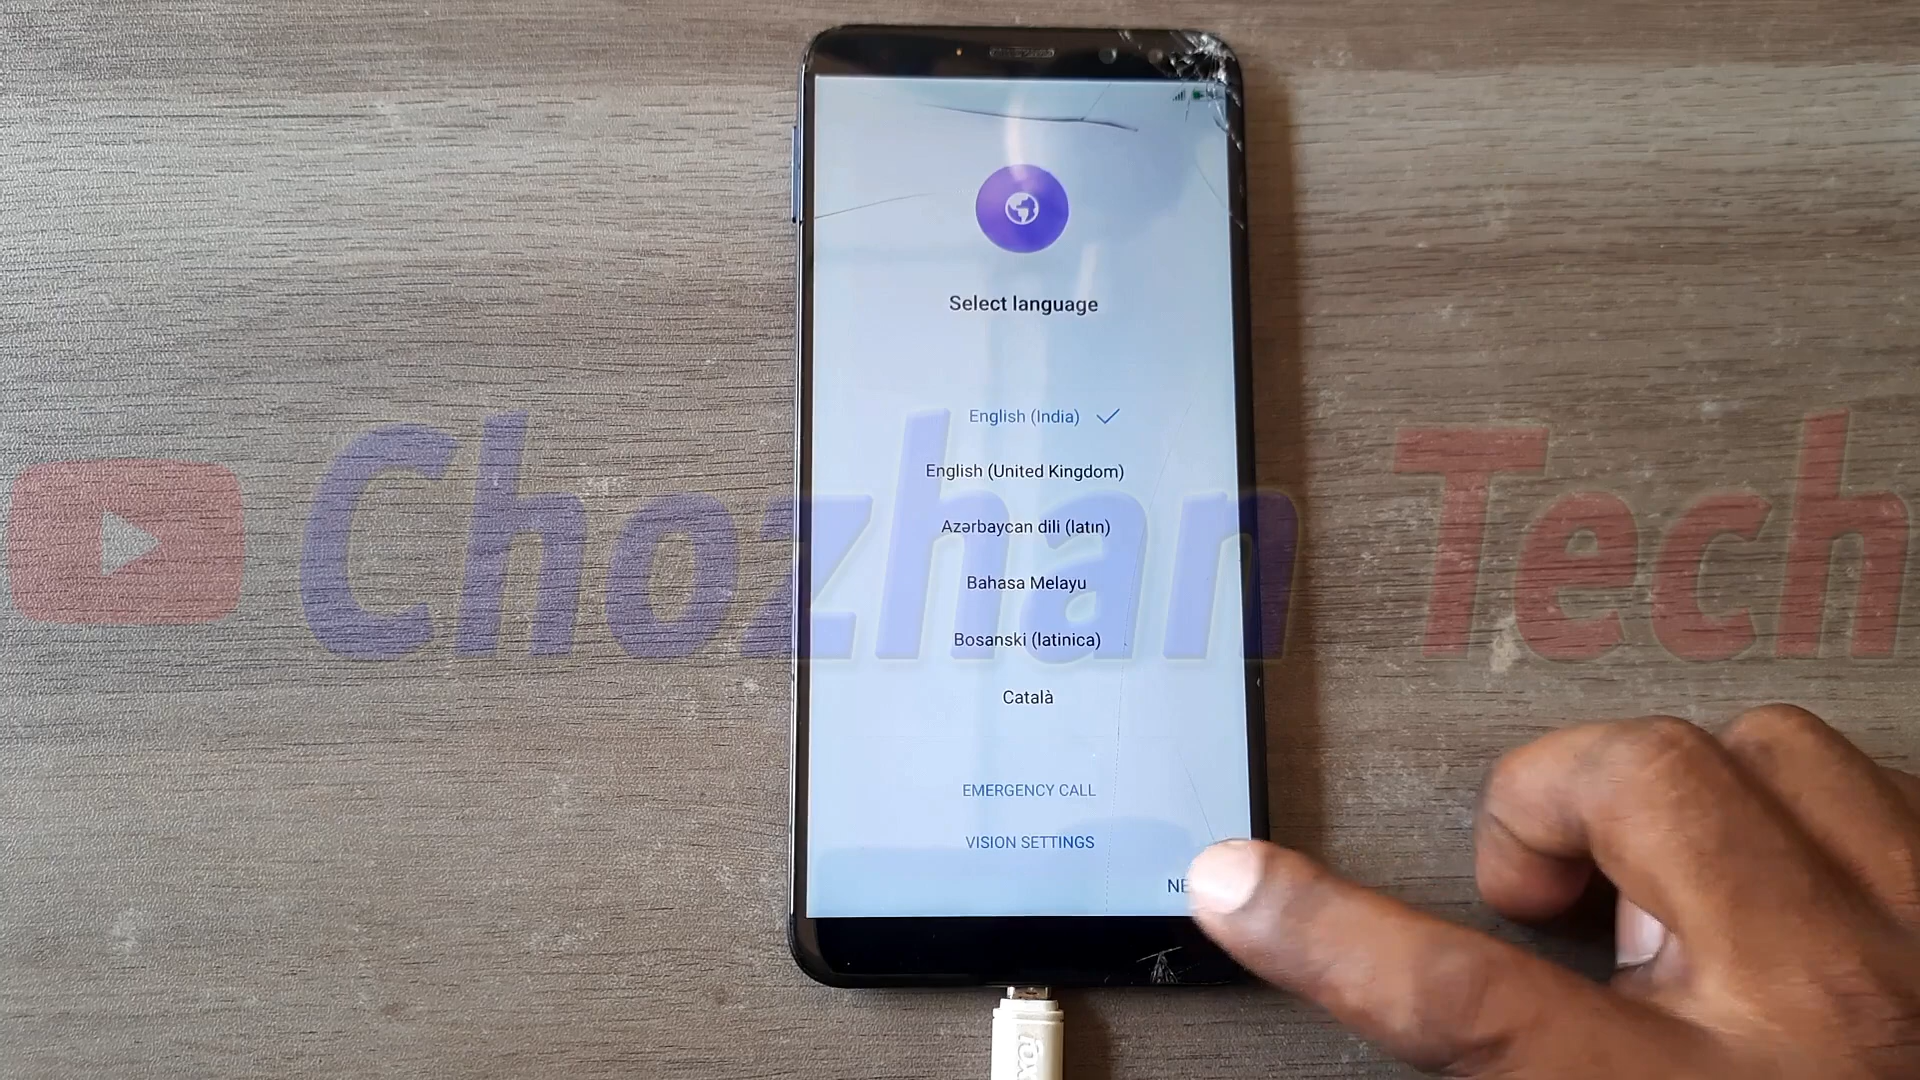 Select language
English (India)
English (United Kingdom)
Azərbaycan dili (latın)
Bahasa Melayu
Bosanski (latinica)
Català
EMERGENCY CALL
VISION SETTINGS
NE
Chozhan Tech